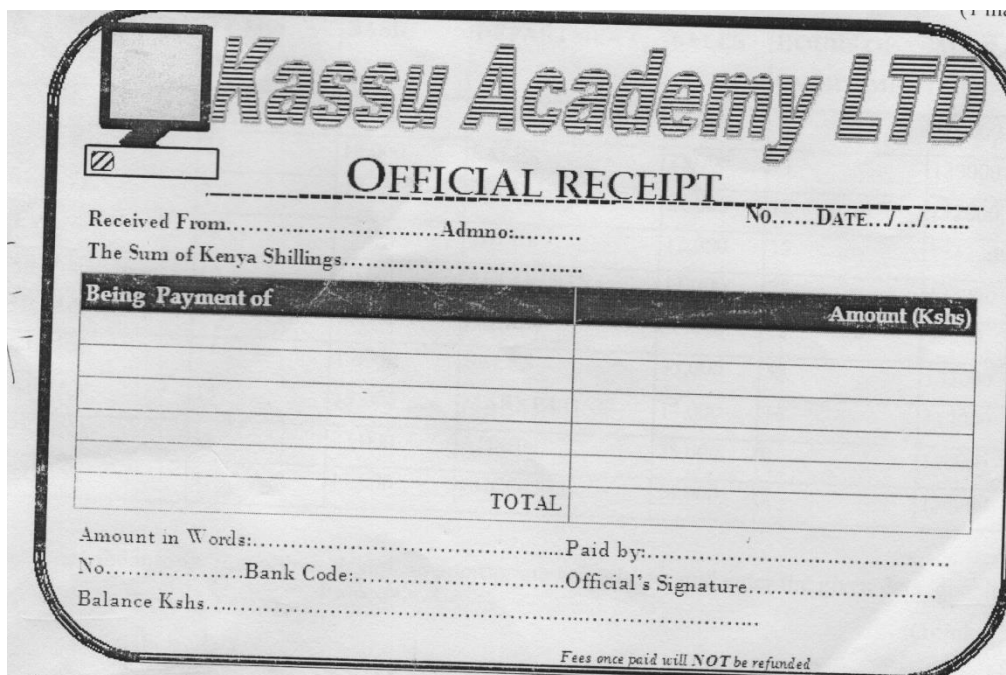 Kassu Academy LTD
OFFICIAL RECEIPT
No......DATE.../.../.......
Received From....................................Admno:..........
The Sum of Kenya Shillings........................................
Being Payment of Amount (Kshs)
TOTAL
Amount in Words:....................................................Paid by:..................................................
No.....................Bank Code:...................................Official's Signature...............................
Balance Kshs............................................................................................
Fees once paid will NOT be refunded